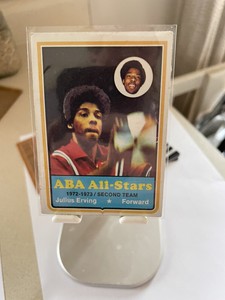 ABA All-Stars
1972-1973/SECOND TEAM
Julius Erving ★ Forward